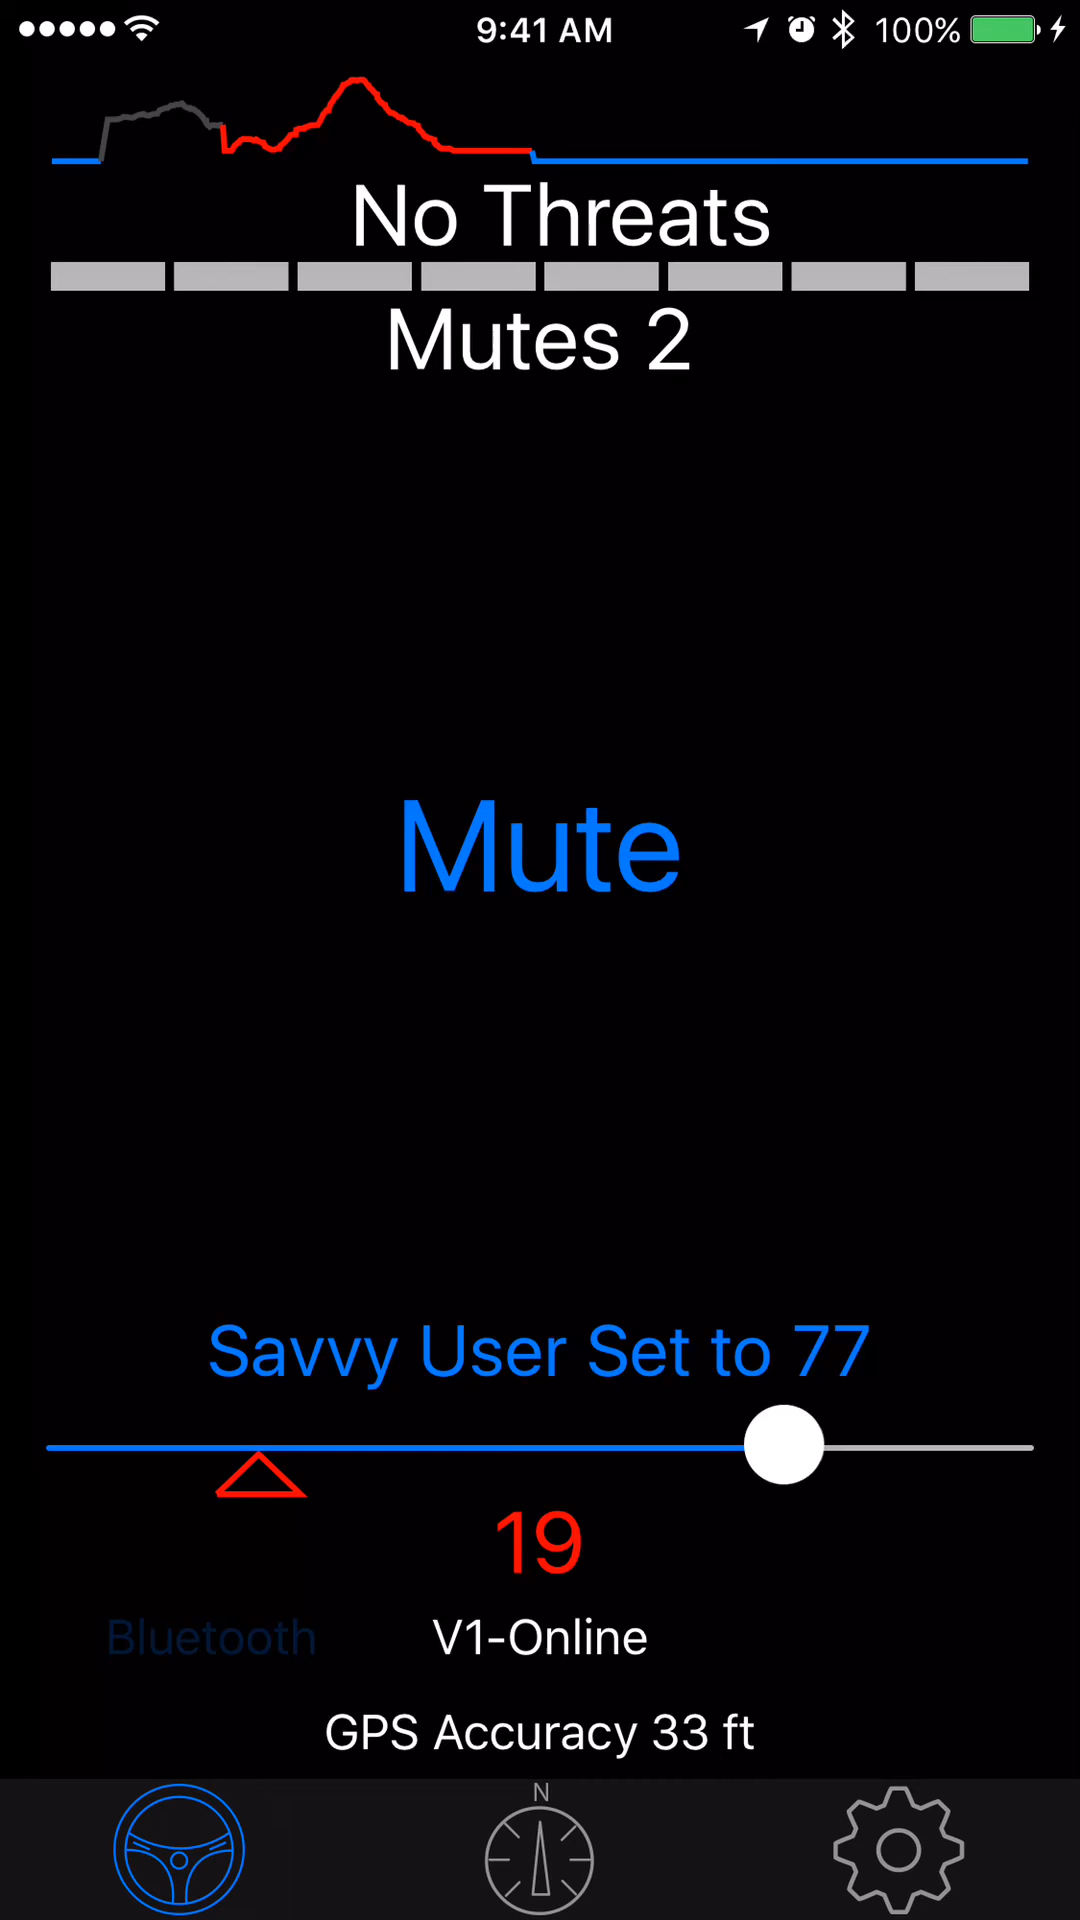 9:41 AM 100%
No Threats
Mutes 2
Mute
Savvy User Set to 77
19
Bluetooth V1-Online
GPS Accuracy 33 ft
N